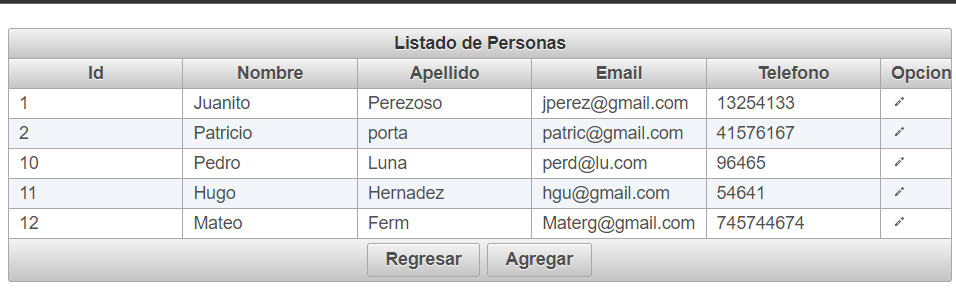 Listado de Personas
Id Nombre Apellido Email Telefono Opcion
1 Juanito Perezoso jperez@gmail.com 13254133
2 Patricio porta patric@gmail.com 41576167
10 Pedro Luna perd@lu.com 96465
11 Hugo Hernadez hgu@gmail.com 54641
12 Mateo Ferm Materg@gmail.com 745744674
Regresar Agregar